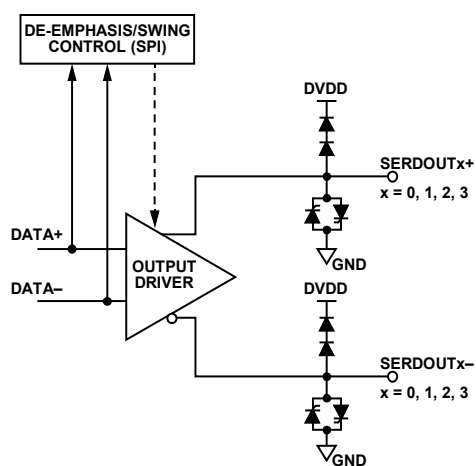 DE-EMPHASIS/SWING
CONTROL (SPI)
DVDD
SERDOUTx+
x = 0, 1, 2, 3
DATA+
OUTPUT
DRIVER
GND
DATA–
DVDD
SERDOUTx–
x = 0, 1, 2, 3
GND